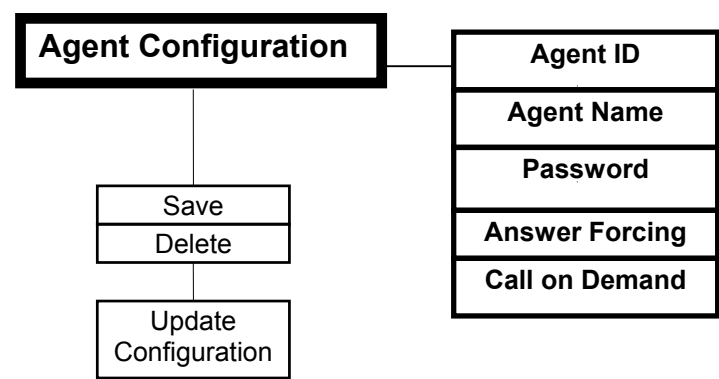 Agent Configuration
Agent ID
Agent Name
Password
Answer Forcing
Call on Demand
Save
Delete
Update
Configuration